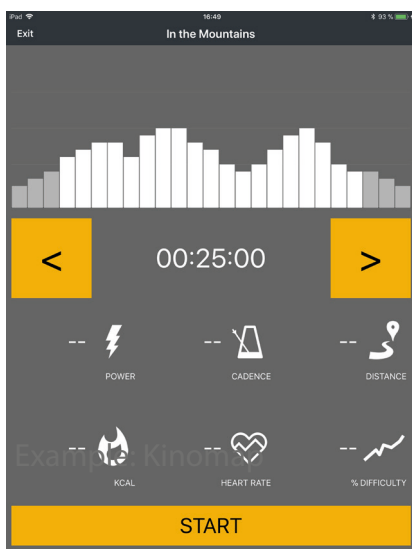 iPad 16:49 93 %
Exit In the Mountains
< 00:25:00 >
-- -- --
POWER CADENCE DISTANCE
-- -- --
Example: Kinomap
KCAL HEART RATE % DIFFICULTY
START